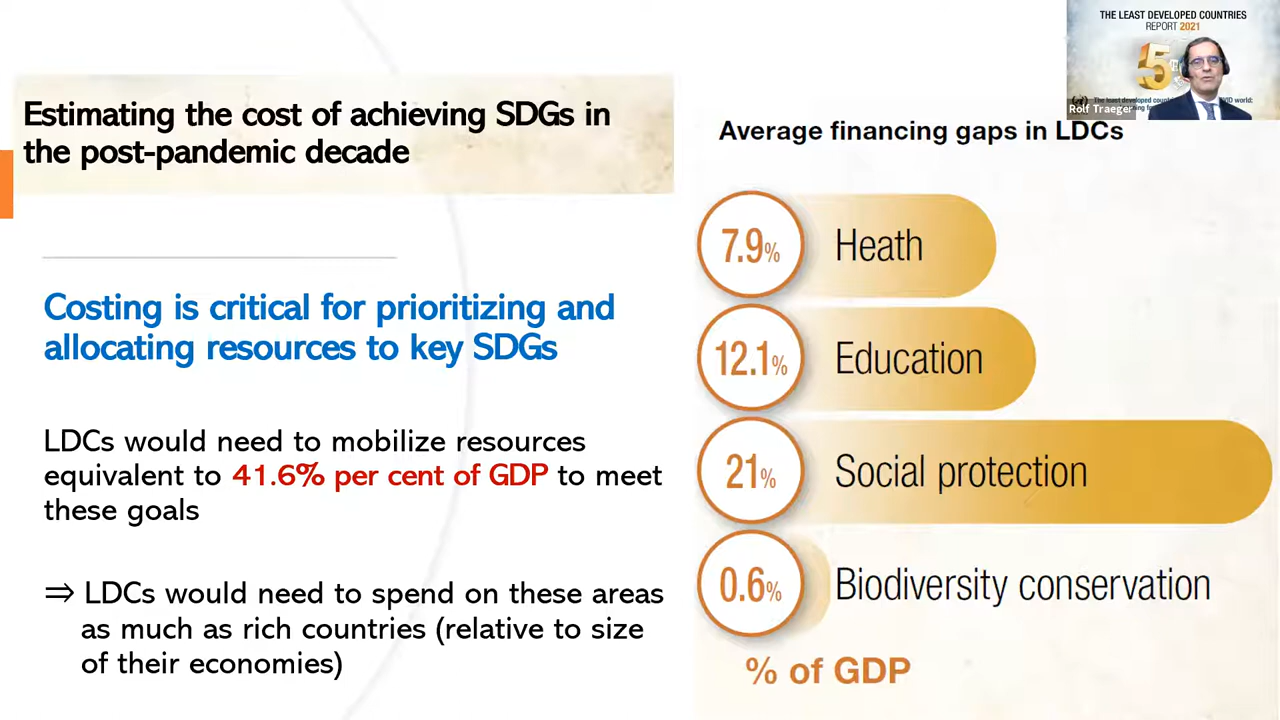 THE LEAST DEVELOPED COUNTRIES
REPORT 2021
5
Rolf Traeger
Estimating the cost of achieving SDGs in
the post-pandemic decade
Costing is critical for prioritizing and
allocating resources to key SDGs
LDCs would need to mobilize resources
equivalent to 41.6% per cent of GDP to meet
these goals
⇒ LDCs would need to spend on these areas
as much as rich countries (relative to size
of their economies)
Average financing gaps in LDCs
7.9% Heath
12.1% Education
21% Social protection
0.6% Biodiversity conservation
% of GDP